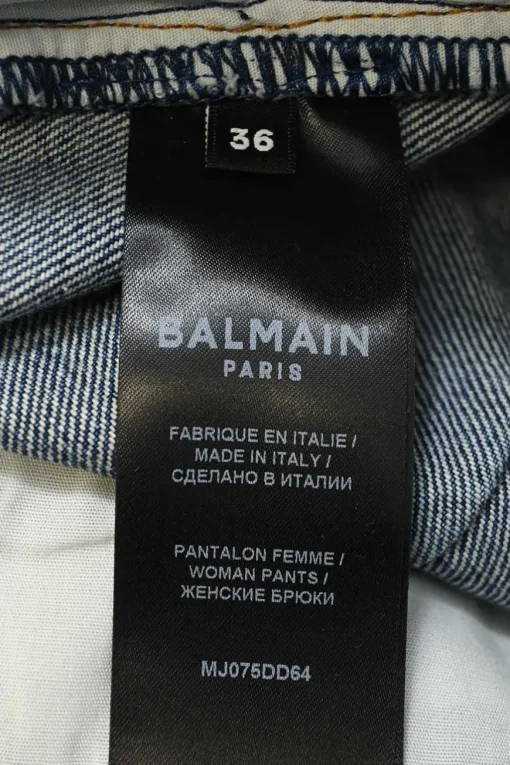 36
BALMAIN
PARIS
FABRIQUE EN ITALIE /
MADE IN ITALY /
СДЕЛАНО В ИТАЛИИ
PANTALON FEMME /
WOMAN PANTS /
ЖЕНСКИЕ БРЮКИ
MJ075DD64